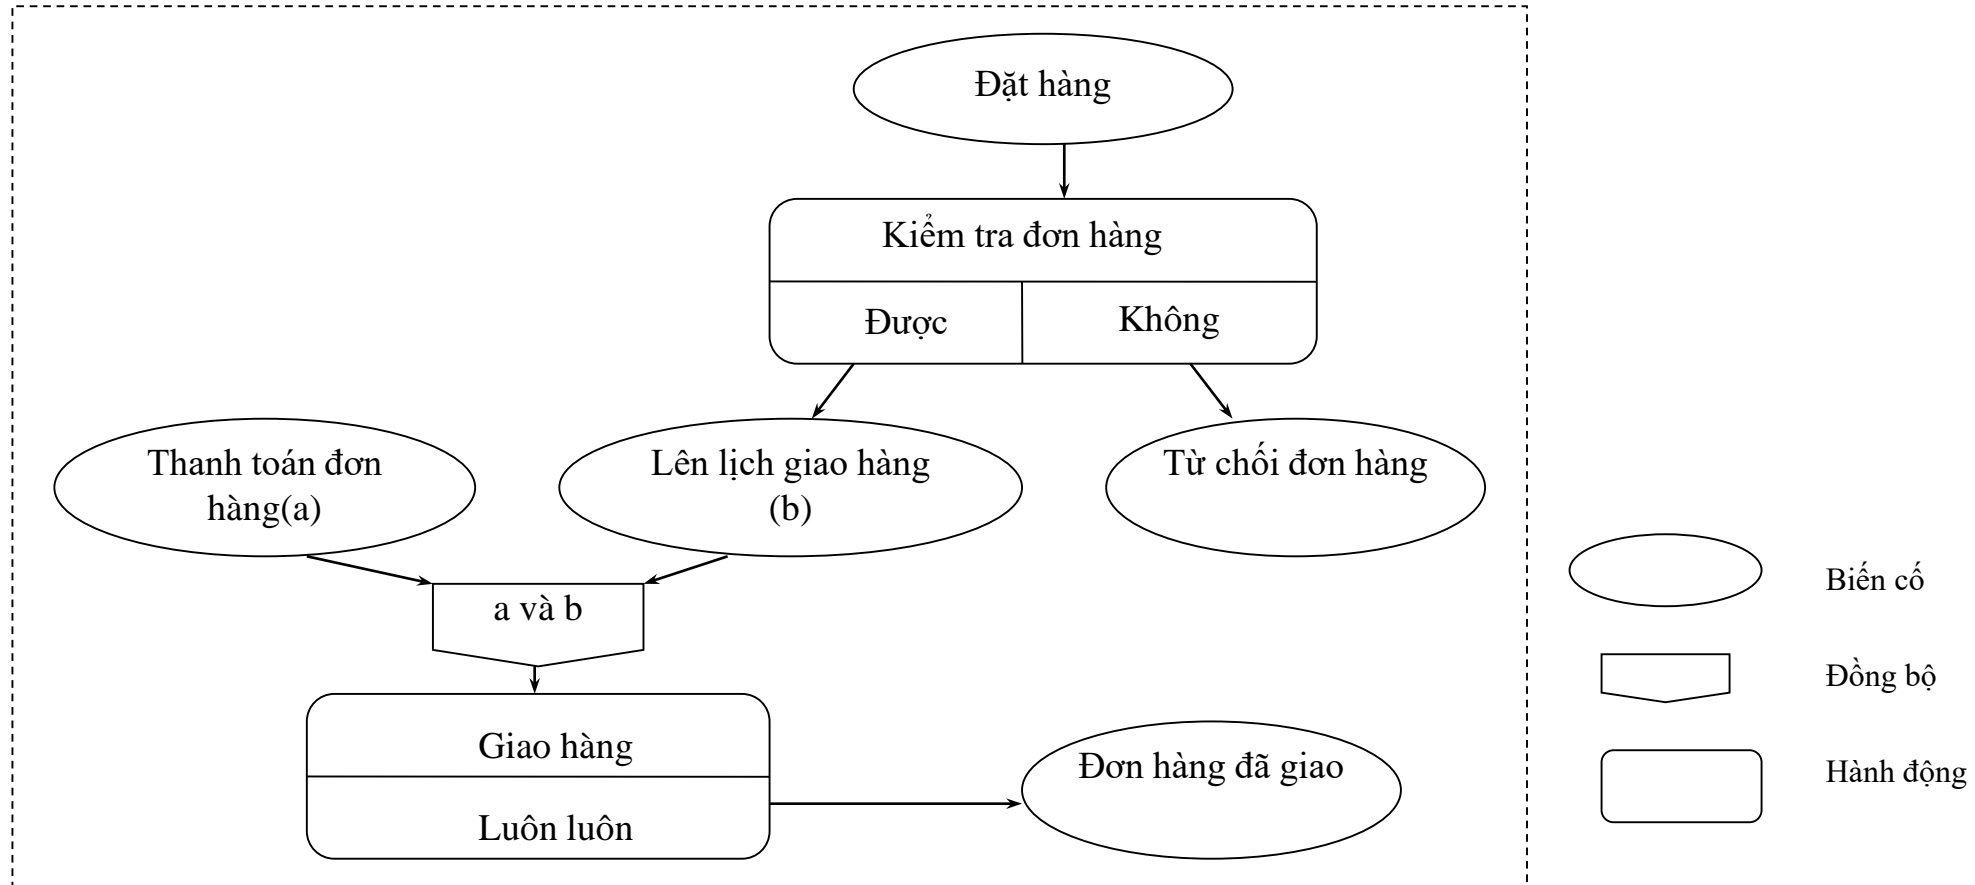 Đặt hàng
Kiểm tra đơn hàng
Được
Không
Thanh toán đơn
hàng(a)
Lên lịch giao hàng
(b)
Từ chối đơn hàng
a và b
Giao hàng
Luôn luôn
Đơn hàng đã giao
Biến cố
Đồng bộ
Hành động